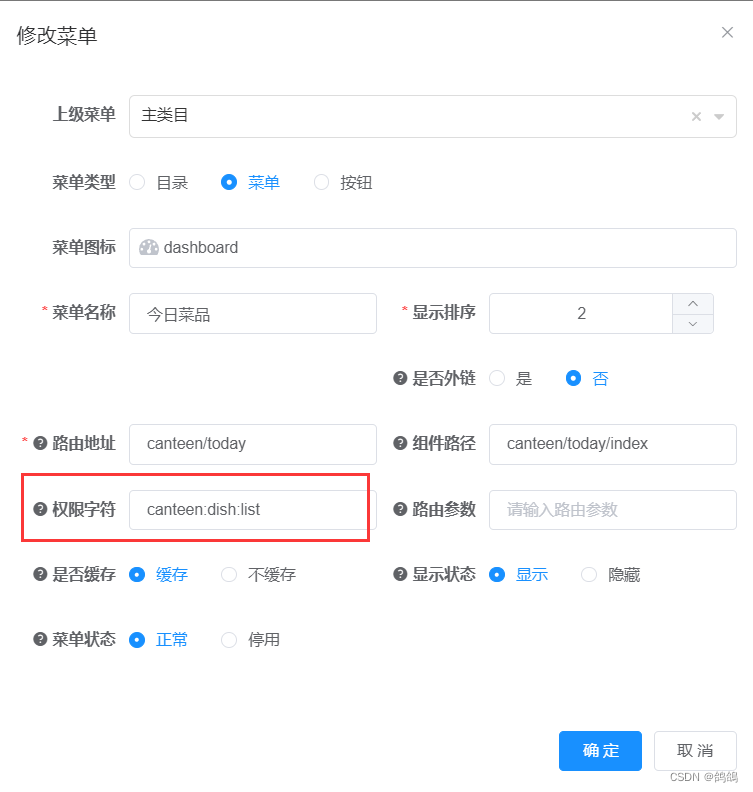 修改菜单
上级菜单 主类目
菜单类型 目录 菜单 按钮
菜单图标 dashboard
* 菜单名称 今日菜品 * 显示排序 2
是否外链 是 否
* 路由地址 canteen/today 组件路径 canteen/today/index
权限字符 canteen:dish:list 路由参数 请输入路由参数
是否缓存 缓存 不缓存 显示状态 显示 隐藏
菜单状态 正常 停用
确 定 取 消
CSDN @鸽鸽